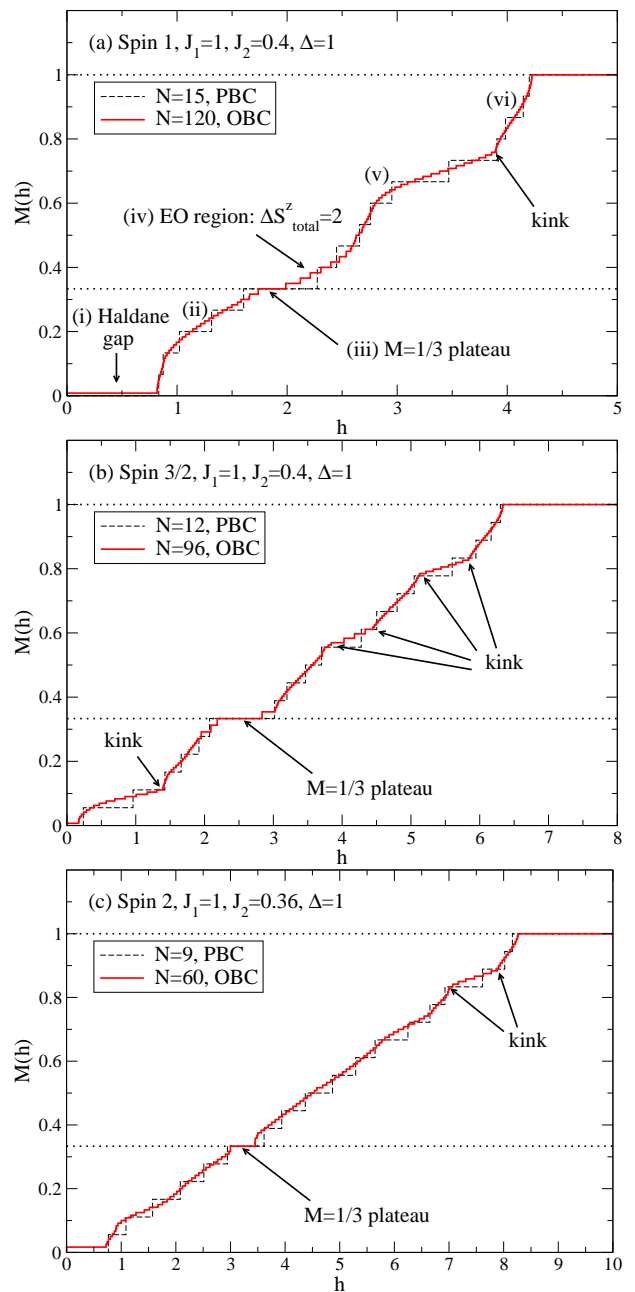 (a) Spin 1, J₁=1, J₂=0.4, Δ=1
N=15, PBC
N=120, OBC
(vi)
(v)
kink
(iv) EO region: ΔSᶻ_total=2
(i) Haldane
gap
(ii)
(iii) M=1/3 plateau
M(h)
0
0.2
0.4
0.6
0.8
1
0 1 2 3 4 5
h
(b) Spin 3/2, J₁=1, J₂=0.4, Δ=1
N=12, PBC
N=96, OBC
kink
kink
M=1/3 plateau
M(h)
0
0.2
0.4
0.6
0.8
1
0 1 2 3 4 5 6 7 8
h
(c) Spin 2, J₁=1, J₂=0.36, Δ=1
N=9, PBC
N=60, OBC
kink
M=1/3 plateau
M(h)
0
0.2
0.4
0.6
0.8
1
0 1 2 3 4 5 6 7 8 9 10
h